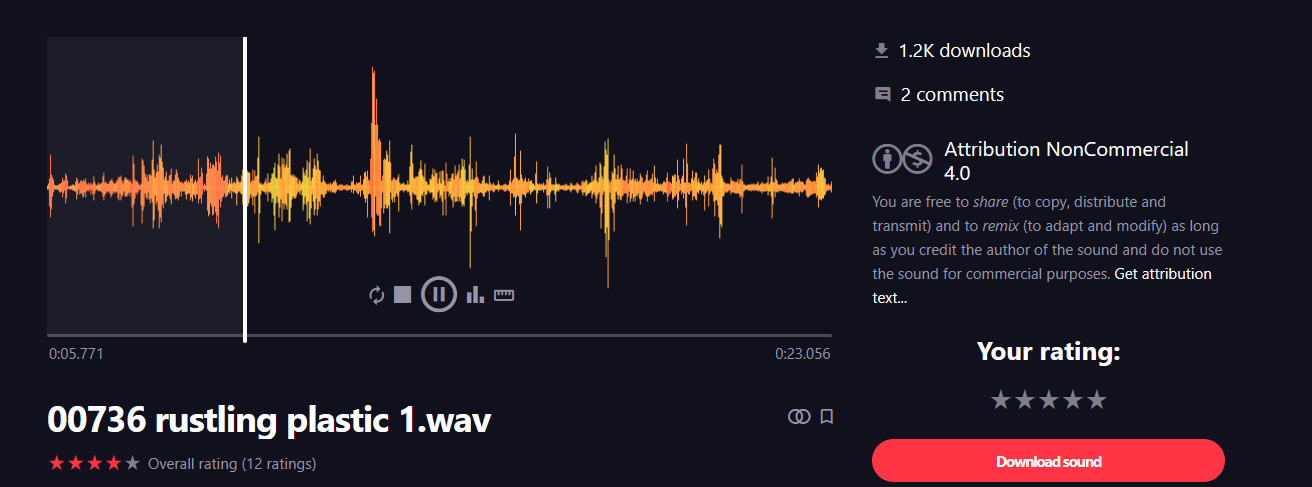 1.2K downloads
2 comments
Attribution NonCommercial
4.0
You are free to share (to copy, distribute and
transmit) and to remix (to adapt and modify) as long
as you credit the author of the sound and do not use
the sound for commercial purposes. Get attribution
text...
0:05.771
0:23.056
Your rating:
00736 rustling plastic 1.wav
Overall rating (12 ratings)
Download sound